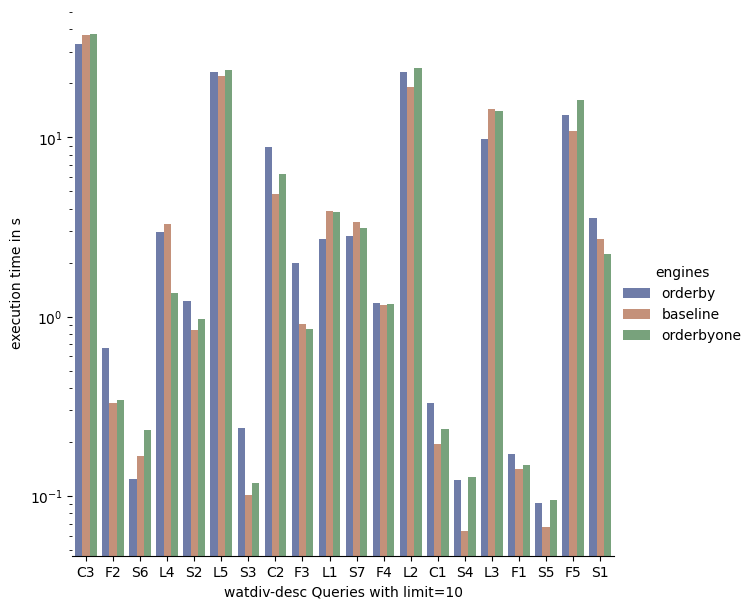 execution time in s
10¹
10⁰
10⁻¹
C3 F2 S6 L4 S2 L5 S3 C2 F3 L1 S7 F4 L2 C1 S4 L3 F1 S5 F5 S1
watdiv-desc Queries with limit=10
engines
orderby
baseline
orderbyone